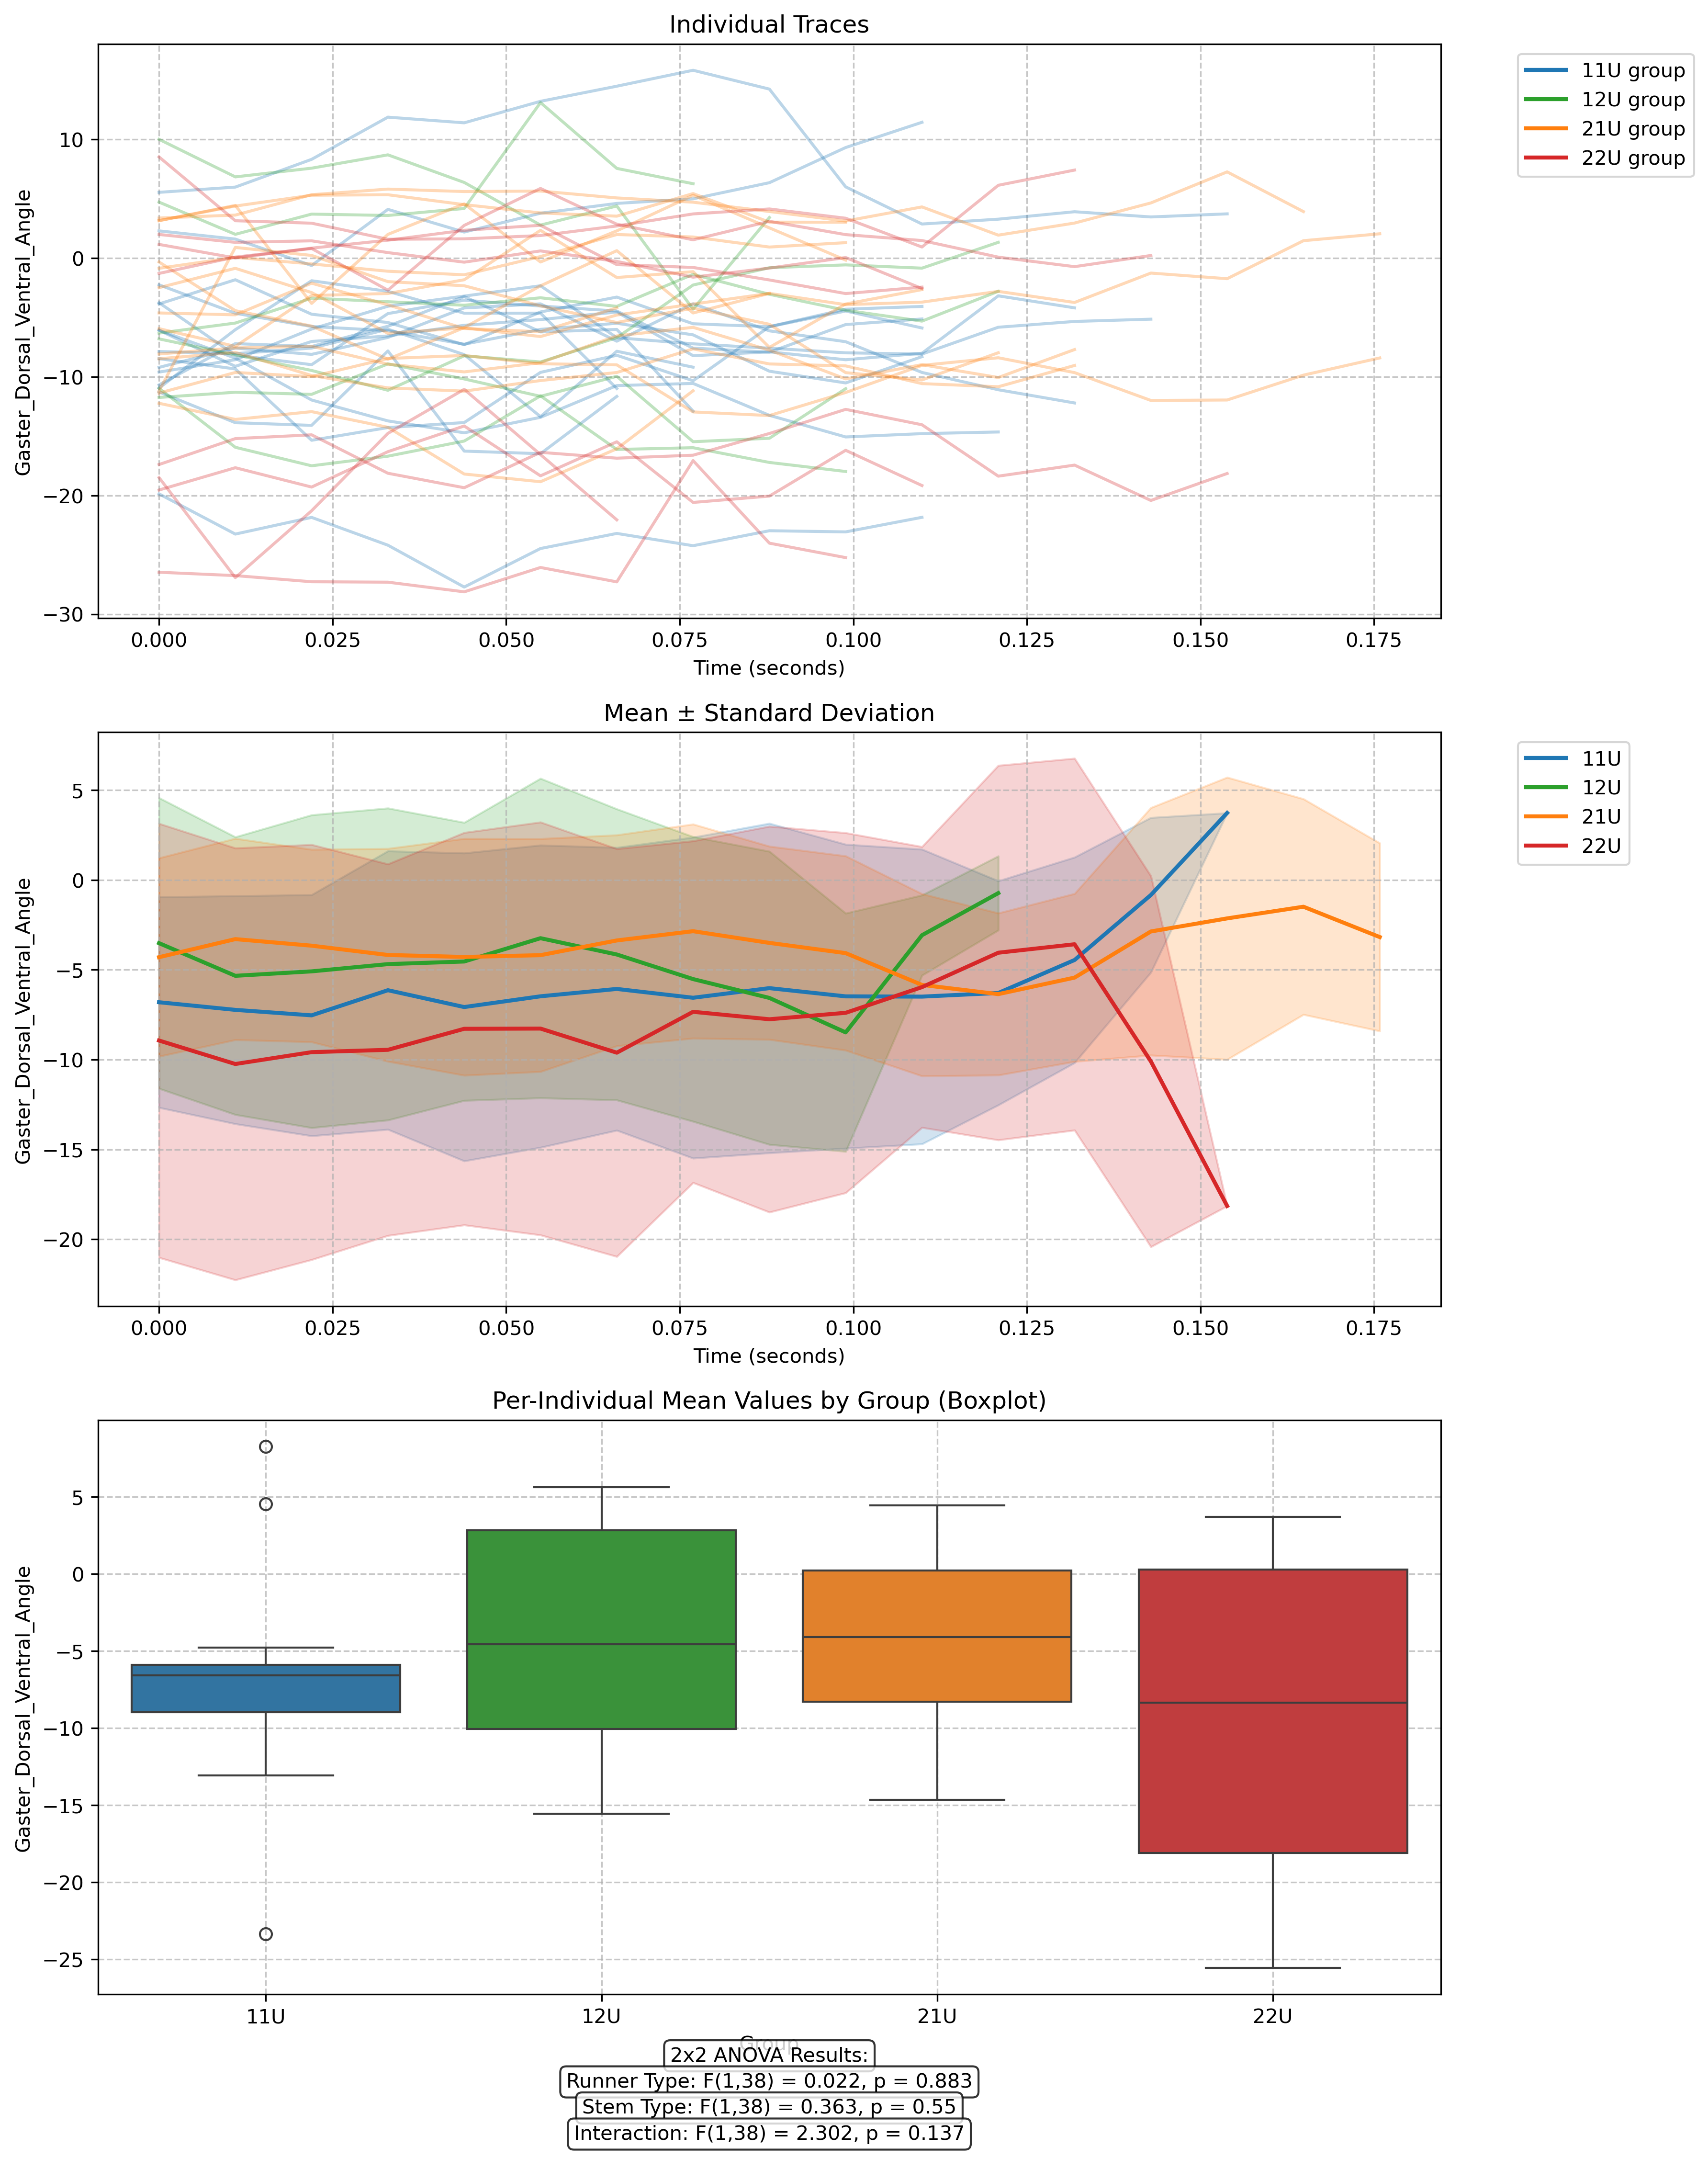 Individual Traces
Gaster_Dorsal_Ventral_Angle
10
0
−10
−20
−30
0.000 0.025 0.050 0.075 0.100 0.125 0.150 0.175
Time (seconds)
11U group
12U group
21U group
22U group
Mean ± Standard Deviation
Gaster_Dorsal_Ventral_Angle
5
0
−5
−10
−15
−20
0.000 0.025 0.050 0.075 0.100 0.125 0.150 0.175
Time (seconds)
11U
12U
21U
22U
Per-Individual Mean Values by Group (Boxplot)
Gaster_Dorsal_Ventral_Angle
5
0
−5
−10
−15
−20
−25
11U 12U 21U 22U
Group
2x2 ANOVA Results:
Runner Type: F(1,38) = 0.022, p = 0.883
Stem Type: F(1,38) = 0.363, p = 0.55
Interaction: F(1,38) = 2.302, p = 0.137